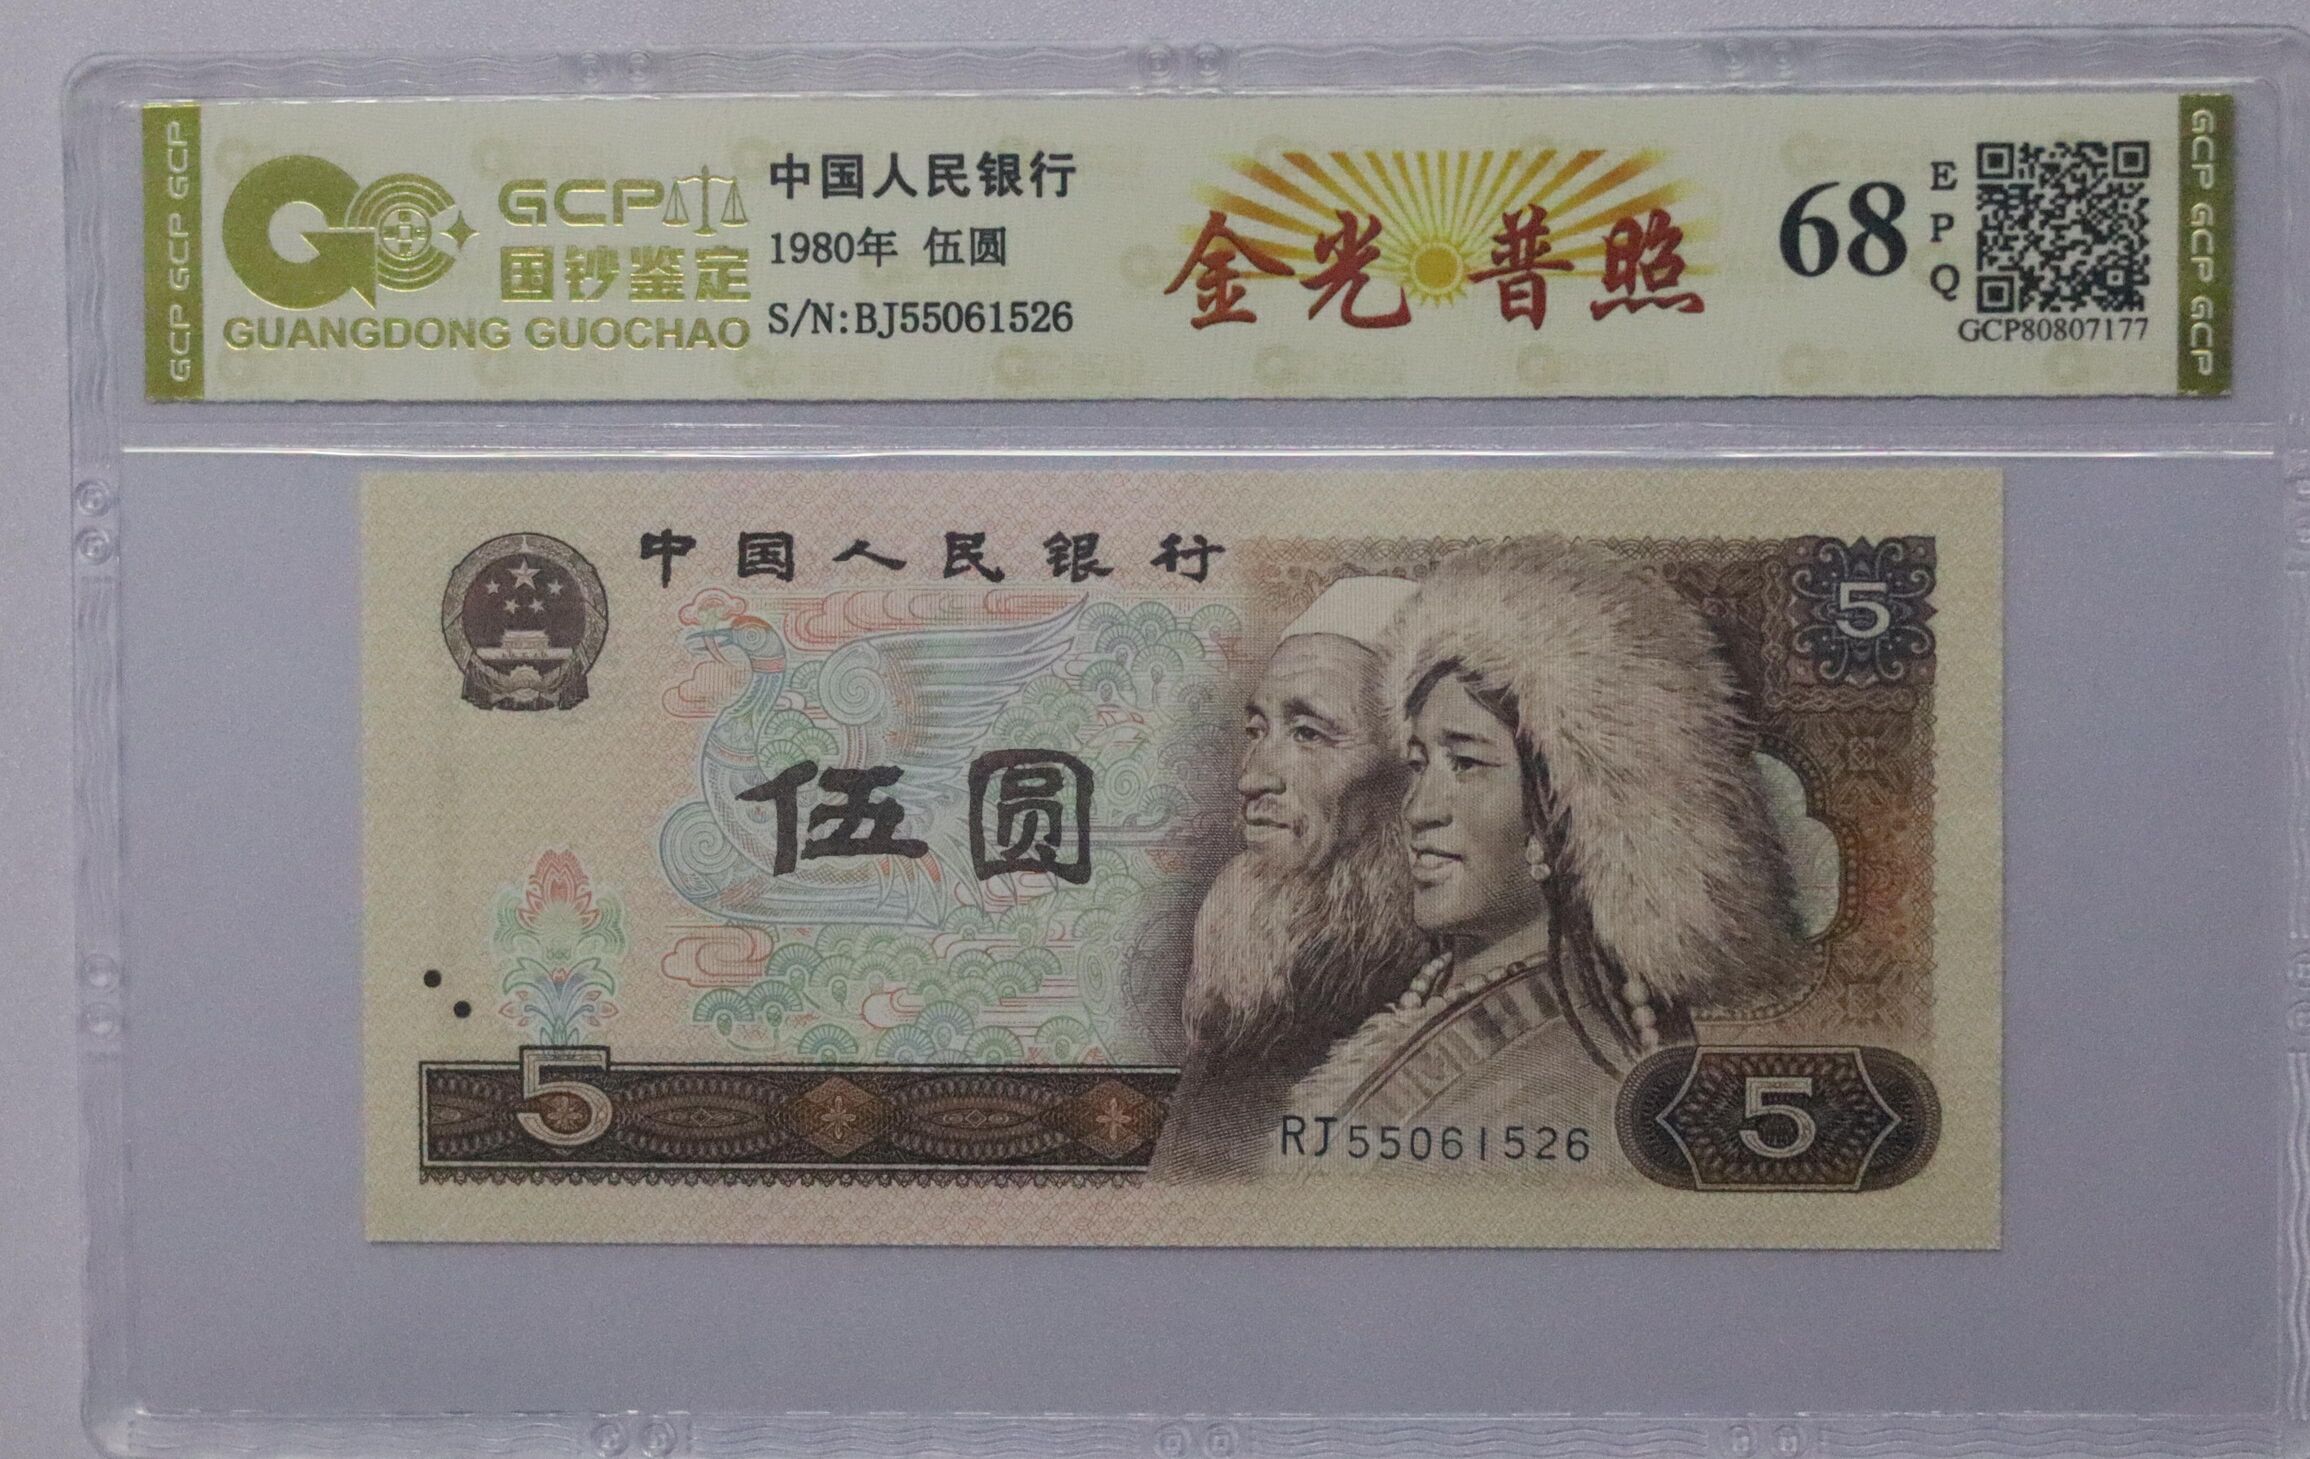 GCP GCP GCP
GCP
国钞鉴定
GUANGDONG GUOCHAO
中国人民银行
1980年 伍圆
S/N:BJ55061526
金光普照
68
EPQ
GCP80807177
GCP GCP GCP
中国人民银行
5
伍圆
5
RJ55061526
5